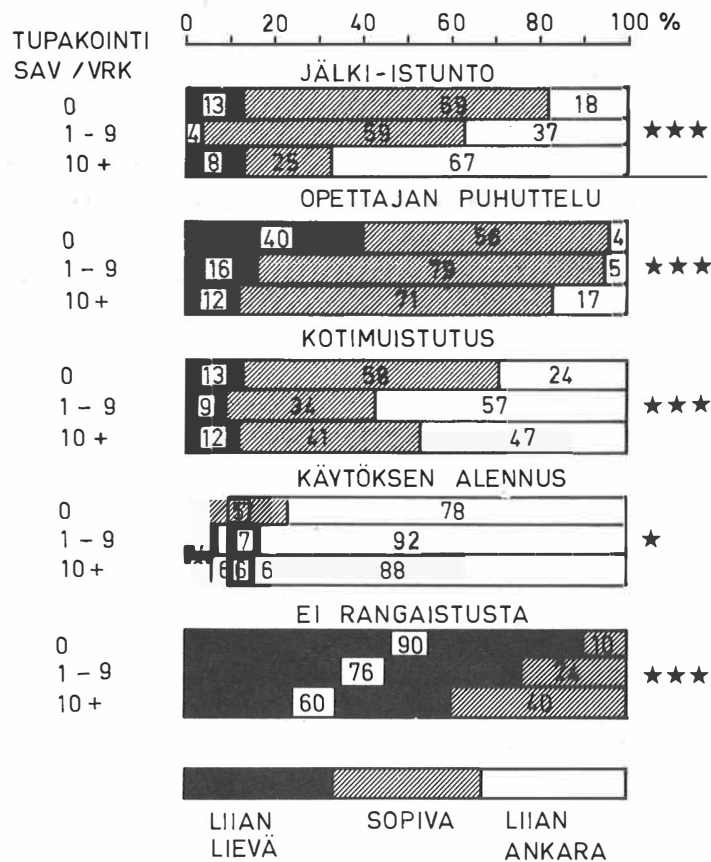 0 20 40 60 80 100 %
TUPAKOINTI
SAV / VRK
JÄLKI-ISTUNTO
0 13 69 18
1 - 9 4 59 37 ★★★
10 + 8 25 67
OPETTAJAN PUHUTTELU
0 40 56 4
1 - 9 16 79 5 ★★★
10 + 12 71 17
KOTIMUISTUTUS
0 13 58 24
1 - 9 9 34 57 ★★★
10 + 12 41 47
KÄYTÖKSEN ALENNUS
0 78
1 - 9 7 92 ★
10 + 6 6 88
EI RANGAISTUSTA
0 90 10
1 - 9 76 24 ★★★
10 + 60 40
LIIAN SOPIVA LIIAN
LIEVÄ ANKARA